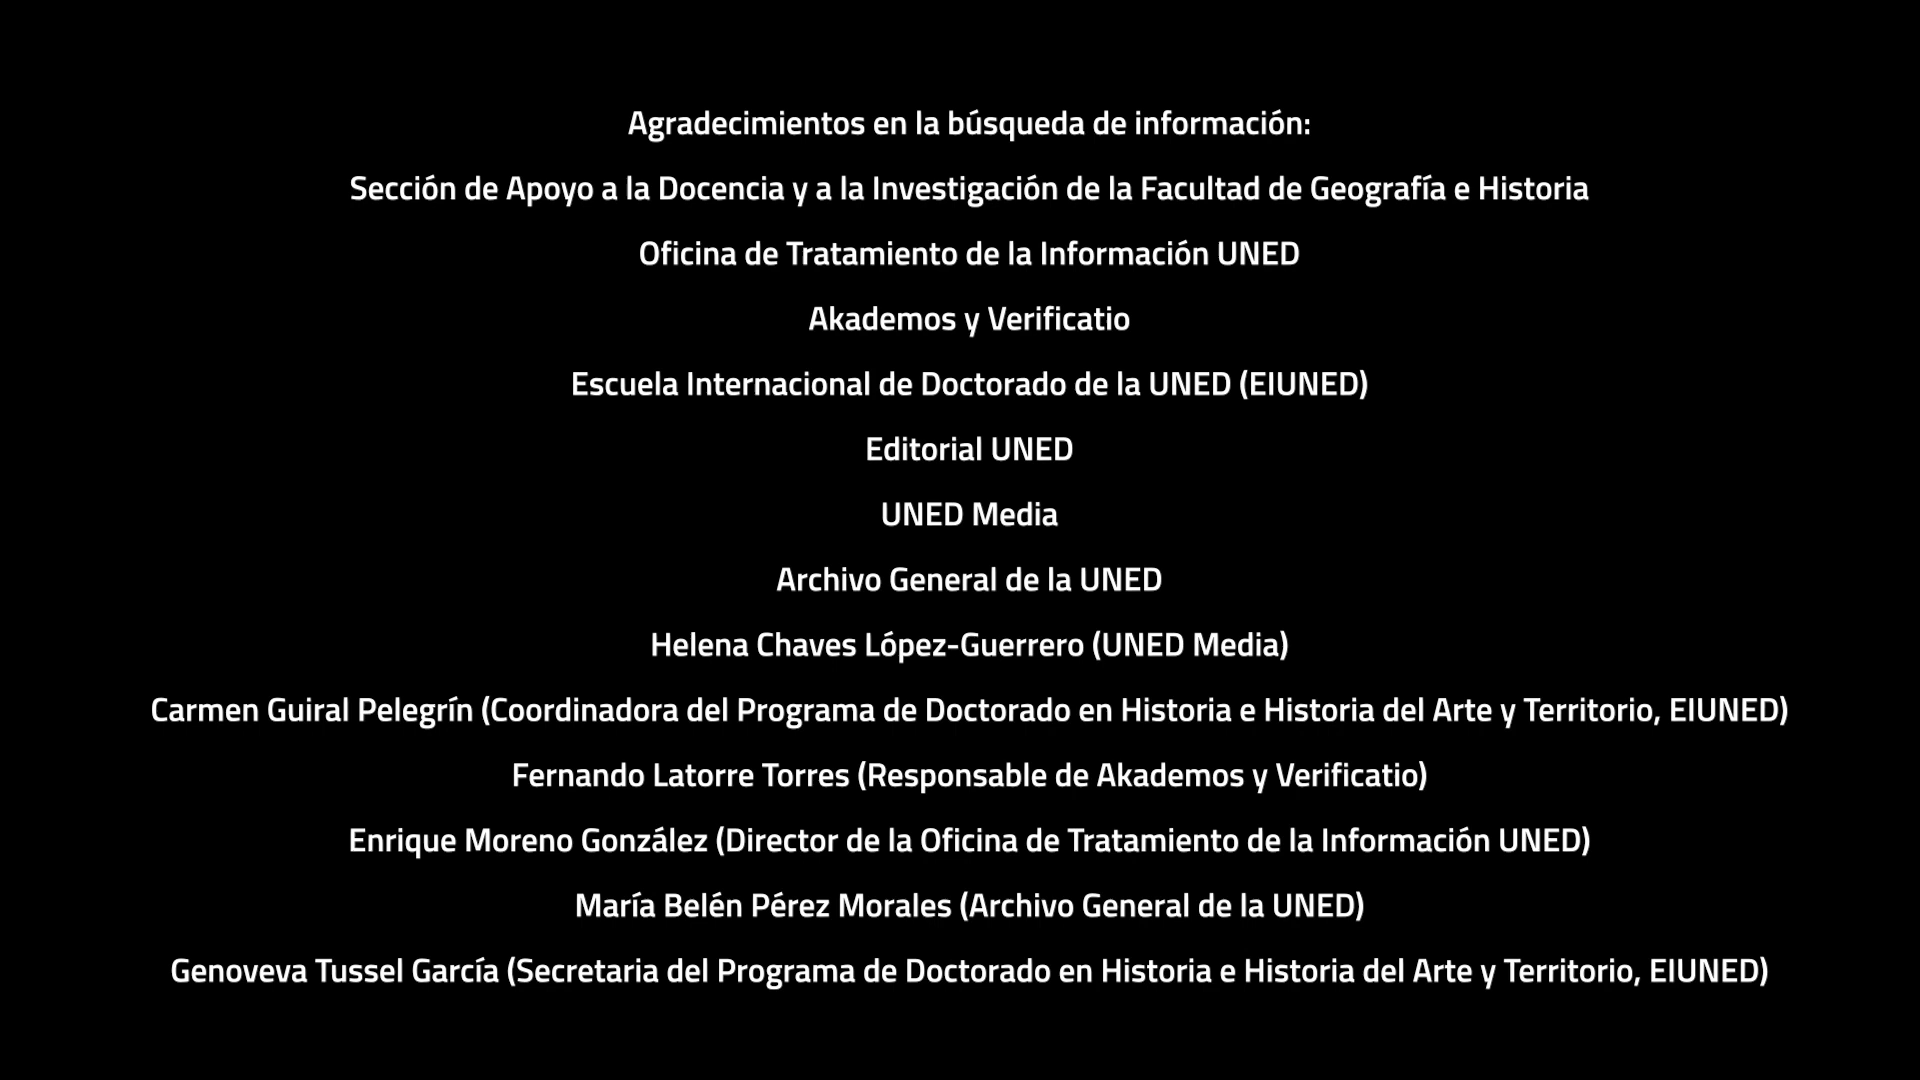 Agradecimientos en la búsqueda de información:
Sección de Apoyo a la Docencia y a la Investigación de la Facultad de Geografía e Historia
Oficina de Tratamiento de la Información UNED
Akademos y Verificatio
Escuela Internacional de Doctorado de la UNED (EIUNED)
Editorial UNED
UNED Media
Archivo General de la UNED
Helena Chaves López-Guerrero (UNED Media)
Carmen Guiral Pelegrín (Coordinadora del Programa de Doctorado en Historia e Historia del Arte y Territorio, EIUNED)
Fernando Latorre Torres (Responsable de Akademos y Verificatio)
Enrique Moreno González (Director de la Oficina de Tratamiento de la Información UNED)
María Belén Pérez Morales (Archivo General de la UNED)
Genoveva Tussel García (Secretaria del Programa de Doctorado en Historia e Historia del Arte y Territorio, EIUNED)